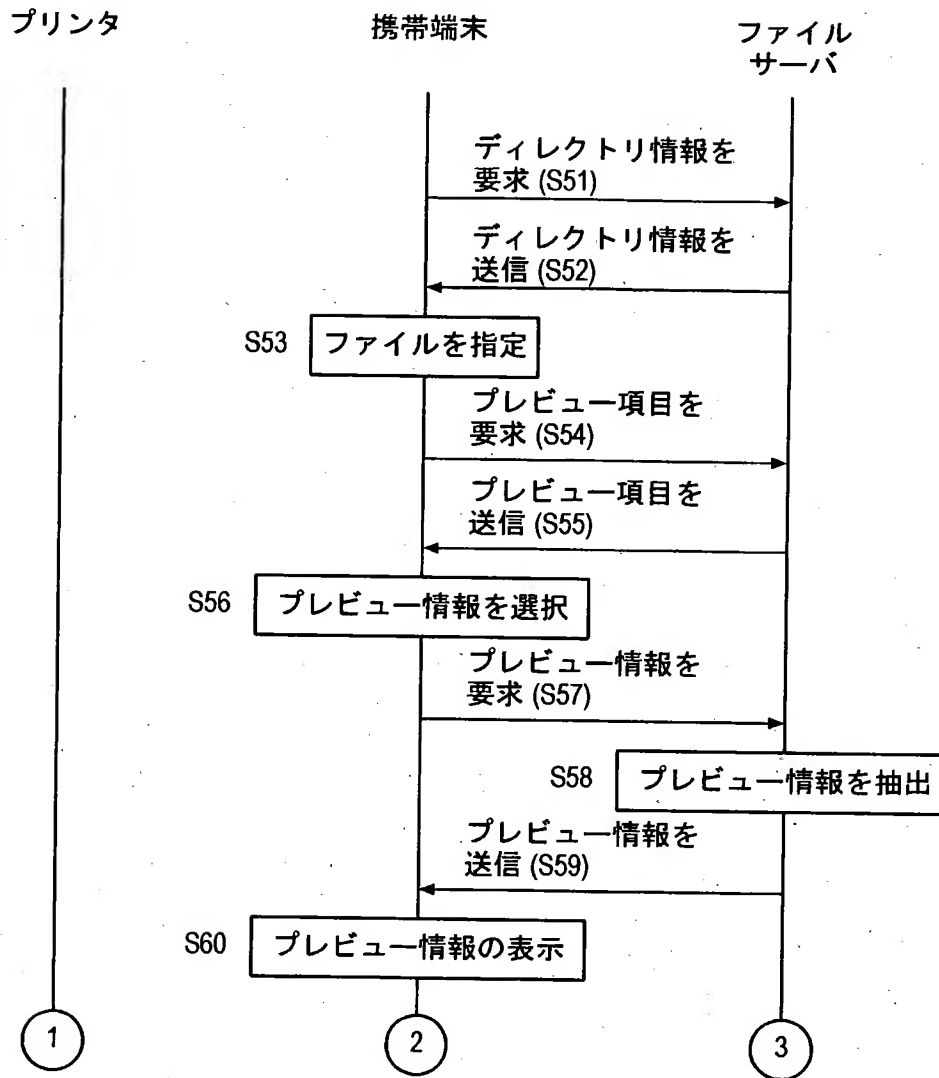 プリンタ
携帯端末
ファイル
サーバ
ディレクトリ情報を
要求 (S51)
ディレクトリ情報を
送信 (S52)
S53
ファイルを指定
プレビュー項目を
要求 (S54)
プレビュー項目を
送信 (S55)
S56
プレビュー情報を選択
プレビュー情報を
要求 (S57)
S58
プレビュー情報を抽出
プレビュー情報を
送信 (S59)
S60
プレビュー情報の表示
1
2
3